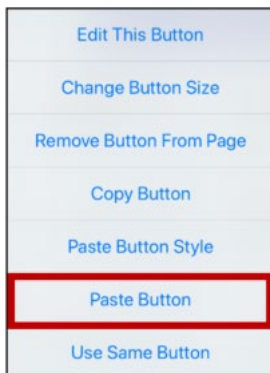 Edit This Button
Change Button Size
Remove Button From Page
Copy Button
Paste Button Style
Paste Button
Use Same Button